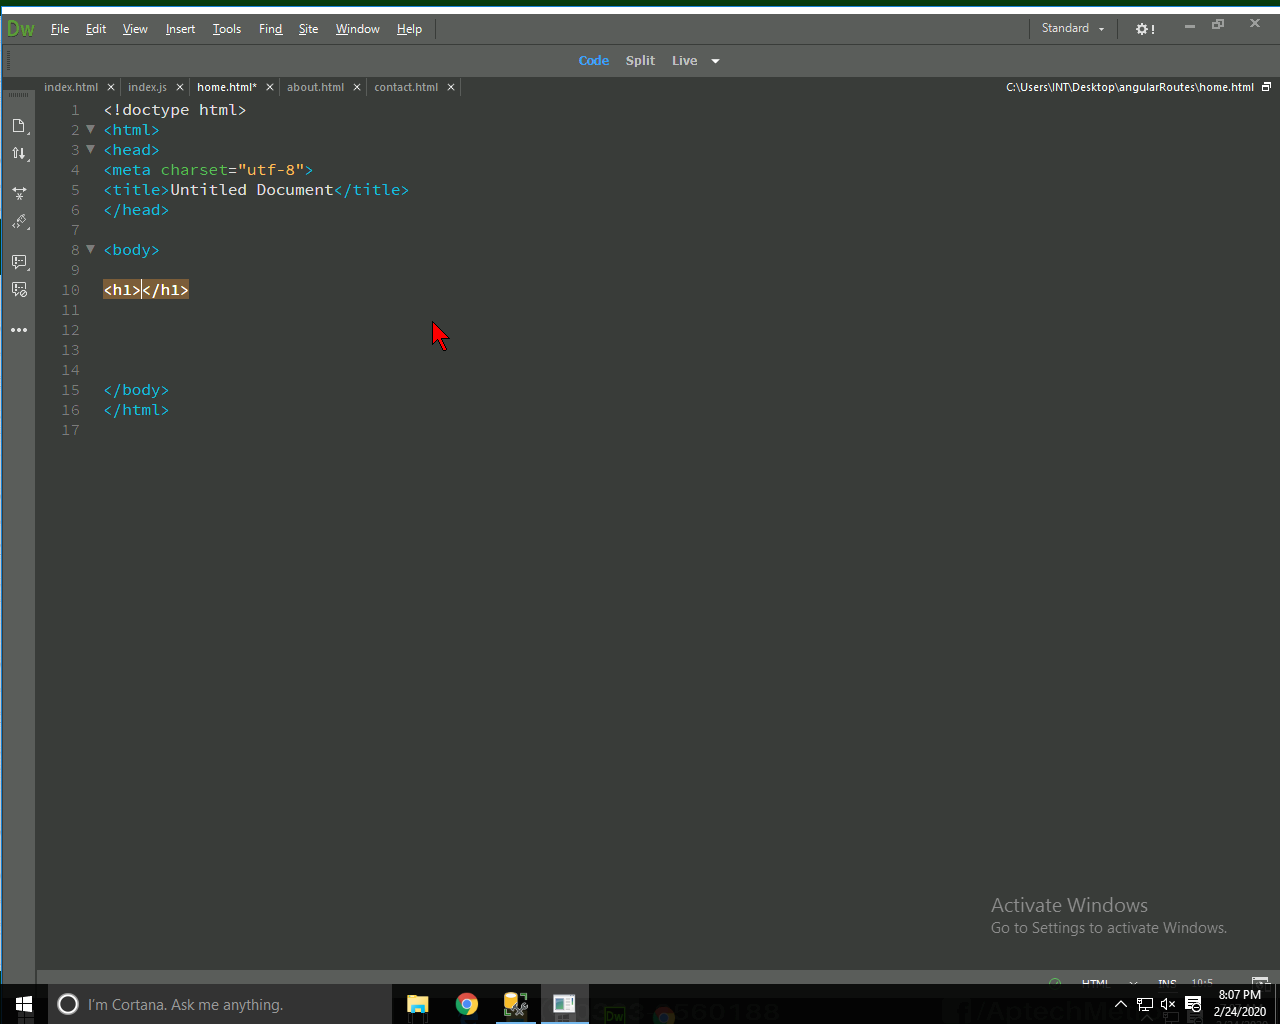 Dw File Edit View Insert Tools Find Site Window Help Standard !
Code Split Live
index.html × index.js × home.html* × about.html × contact.html × C:\Users\INT\Desktop\angularRoutes\home.html
1 <!doctype html>
2 <html>
3 <head>
4 <meta charset="utf-8">
5 <title>Untitled Document</title>
6 </head>
7
8 <body>
9
10 <h1></h1>
11
12
13
14
15 </body>
16 </html>
17
Activate Windows
Go to Settings to activate Windows.
HTML INS 10:5
I'm Cortana. Ask me anything.
8:07 PM
2/24/2020